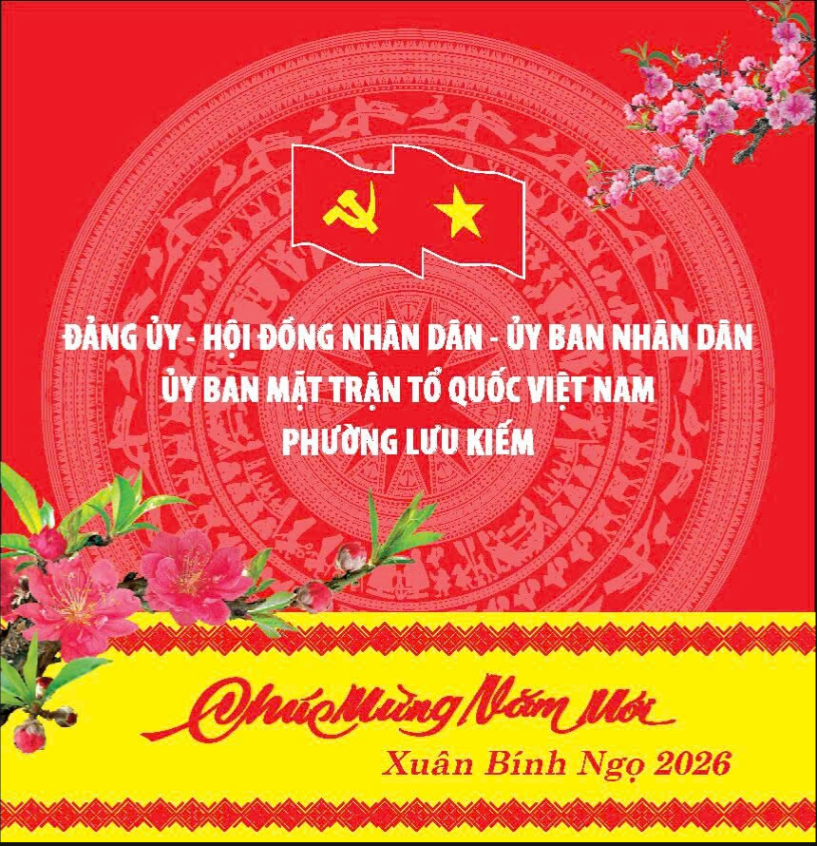 ĐẢNG ỦY - HỘI ĐỒNG NHÂN DÂN - ỦY BAN NHÂN DÂN
ỦY BAN MẶT TRẬN TỔ QUỐC VIỆT NAM
PHƯỜNG LƯU KIẾM
Chúc Mừng Năm Mới
Xuân Bính Ngọ 2026